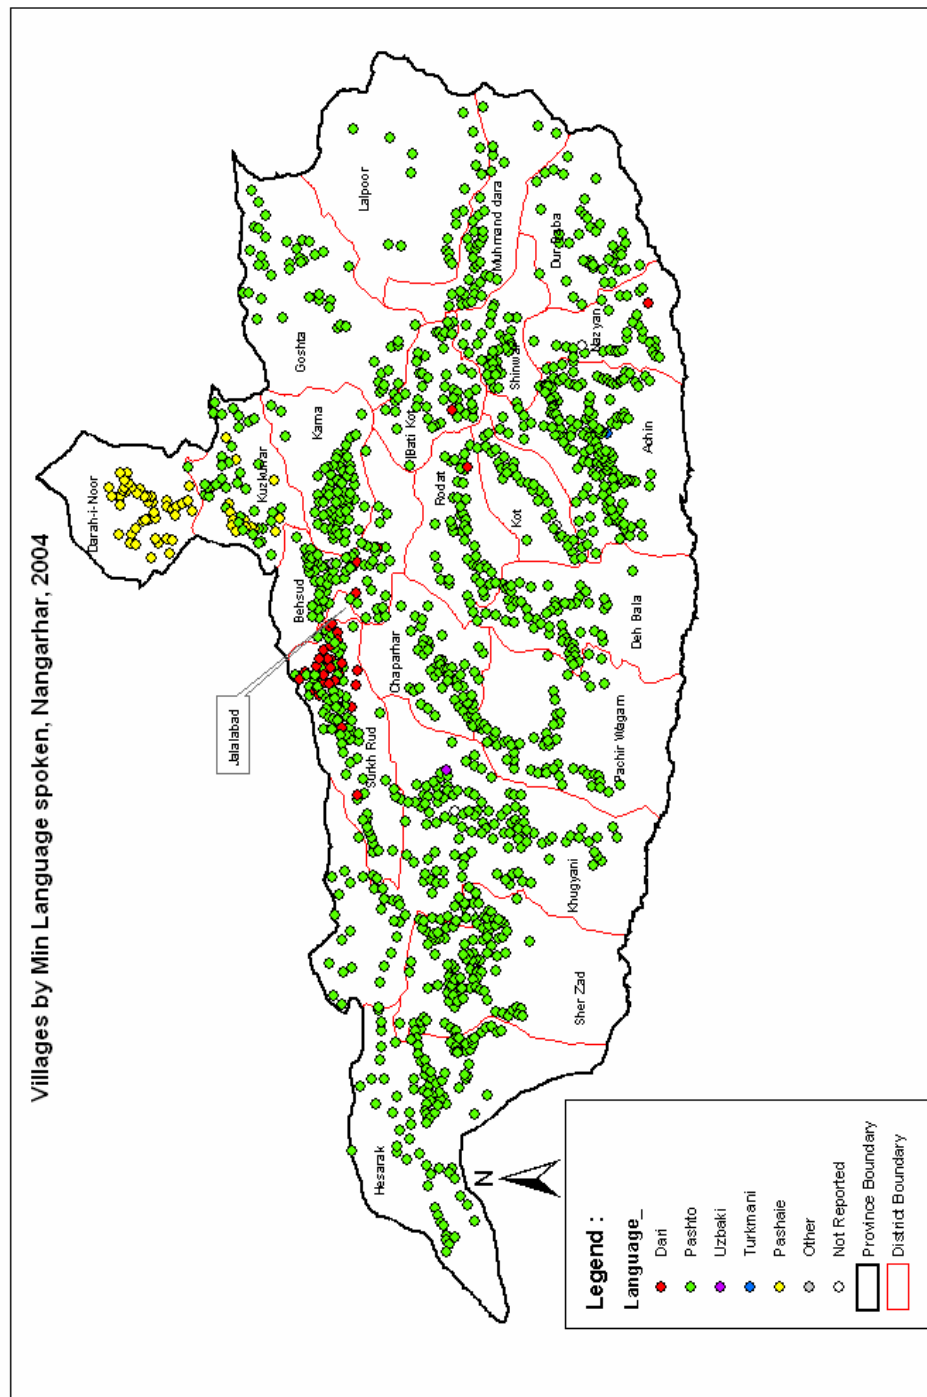 Villages by Min Language spoken, Nangarhar, 2004
Darah-i-Noor
Kuzkunar
Goshta
Lalpoor
Kama
Behsud
Jalalabad
Surkh Rud
Hesarak
Bati Kot
Muhmand dara
Rodat
Chaparhar
Shinwar
Dur Baba
Nazyan
Kot
Achin
Deh Bala
Pachir Wagam
Khugyani
Sher Zad
N
Legend :
Language_
Dari
Pashto
Uzbaki
Turkmani
Pashaie
Other
Not Reported
Province Boundary
District Boundary